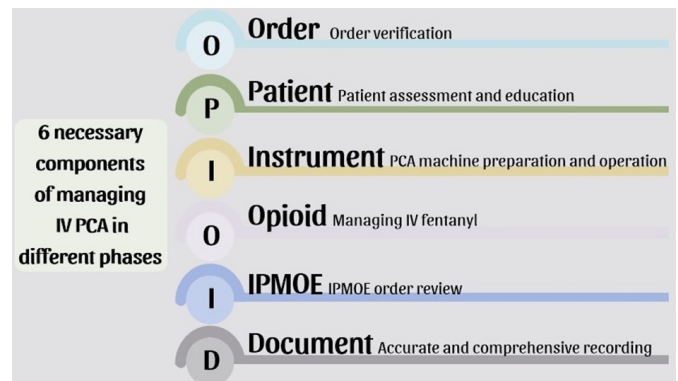 6 necessary
components
of managing
IV PCA in
different phases
O
Order Order verification
P
Patient Patient assessment and education
I
Instrument PCA machine preparation and operation
O
Opioid Managing IV fentanyl
I
IPMOE IPMOE order review
D
Document Accurate and comprehensive recording